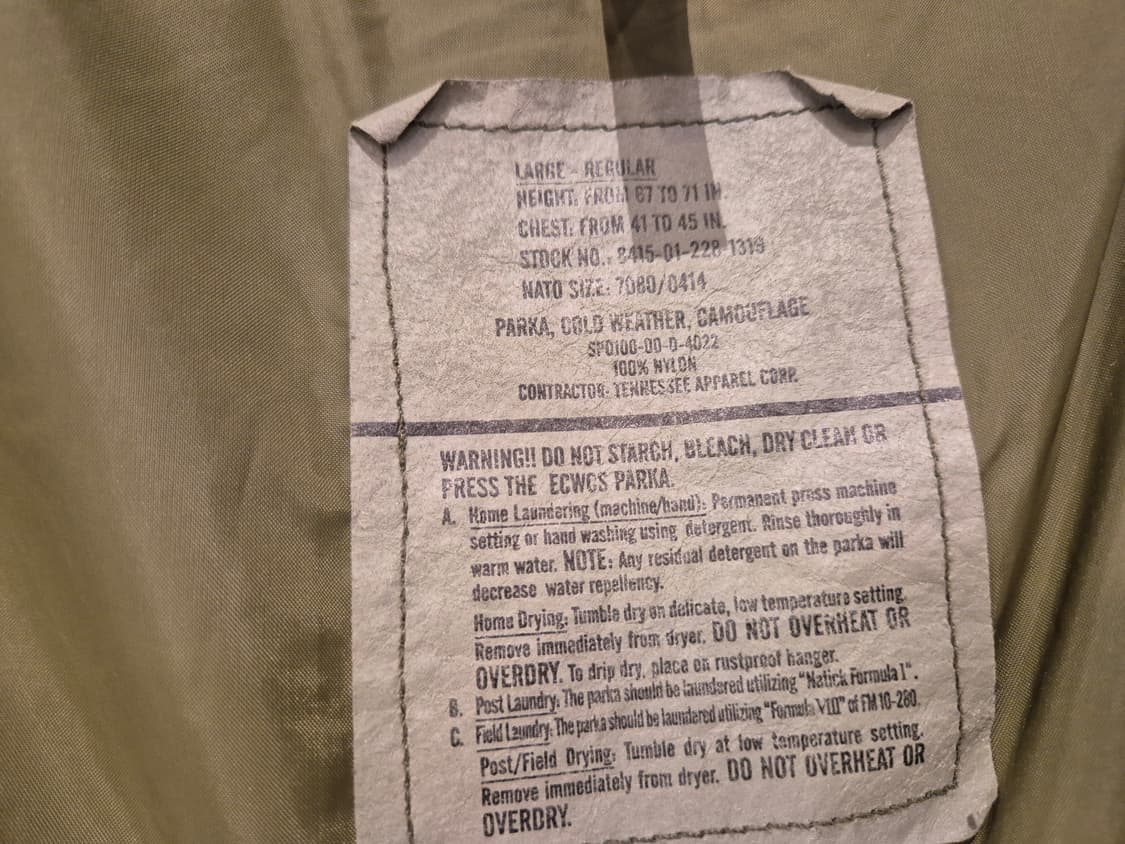 LARGE - REGULAR
HEIGHT: FROM 67 TO 71 IN.
CHEST: FROM 41 TO 45 IN.
STOCK NO.: 8415-01-228-1319
NATO SIZE: 7080/0414
PARKA, COLD WEATHER, CAMOUFLAGE
SP0100-00-D-4022
100% NYLON
CONTRACTOR: TENNESSEE APPAREL CORP.
WARNING!! DO NOT STARCH, BLEACH, DRY CLEAN OR
PRESS THE ECWCS PARKA.
A. Home Laundering (machine/hand): Permanent press machine
setting or hand washing using detergent. Rinse thoroughly in
warm water. NOTE: Any residual detergent on the parka will
decrease water repellency.
Home Drying: Tumble dry on delicate, low temperature setting.
Remove immediately from dryer. DO NOT OVERHEAT OR
OVERDRY. To drip dry, place on rustproof hanger.
B. Post Laundry: The parka should be laundered utilizing "Natick Formula 1".
C. Field Laundry: The parka should be laundered utilizing "Formula VIII" of FM 10-280.
Post/Field Drying: Tumble dry at low temperature setting.
Remove immediately from dryer. DO NOT OVERHEAT OR
OVERDRY.